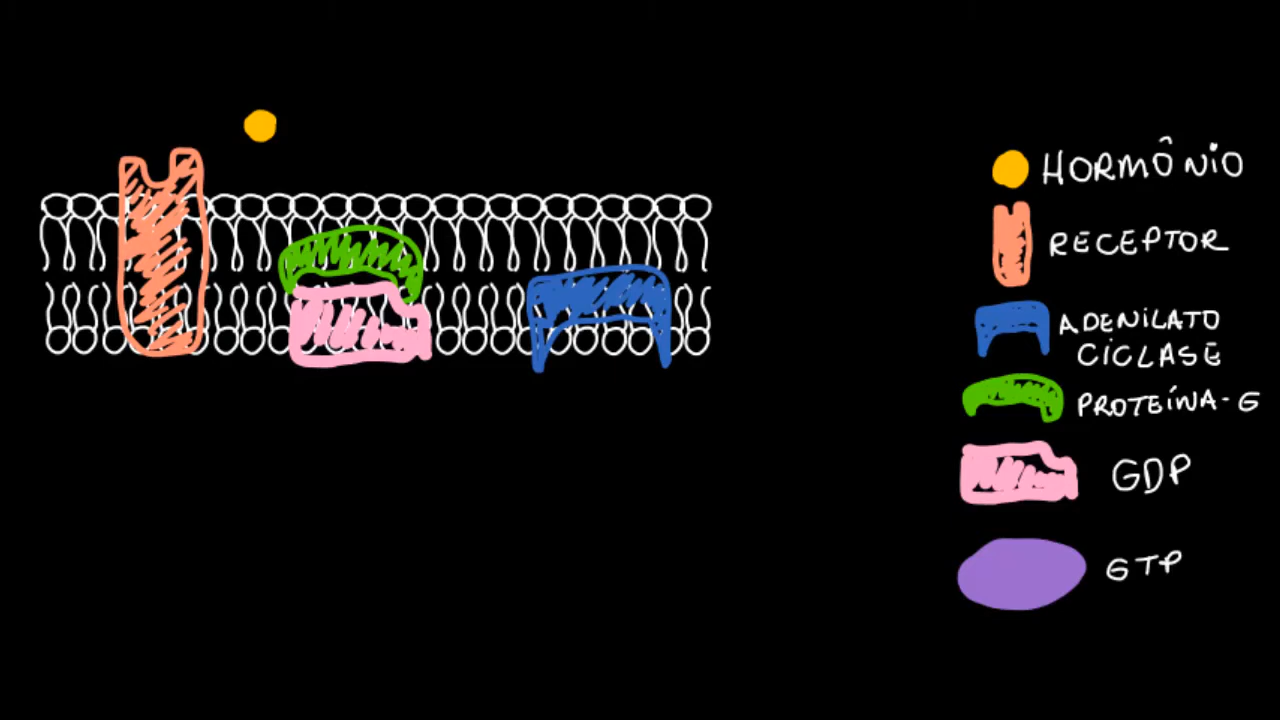 HORMÔNIO
RECEPTOR
ADENILATO
CICLASE
PROTEÍNA-G
GDP
GTP